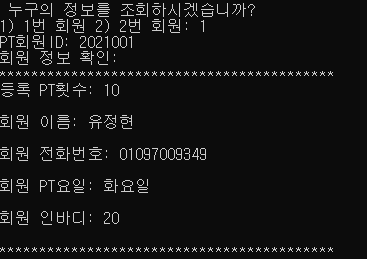 누구의 정보를 조회하시겠습니까?
1) 1번 회원 2) 2번 회원: 1
PT회원ID: 2021001
회원 정보 확인:
******************************************
등록 PT횟수: 10
회원 이름: 유정현
회원 전화번호: 01097009349
회원 PT요일: 화요일
회원 인바디: 20
******************************************